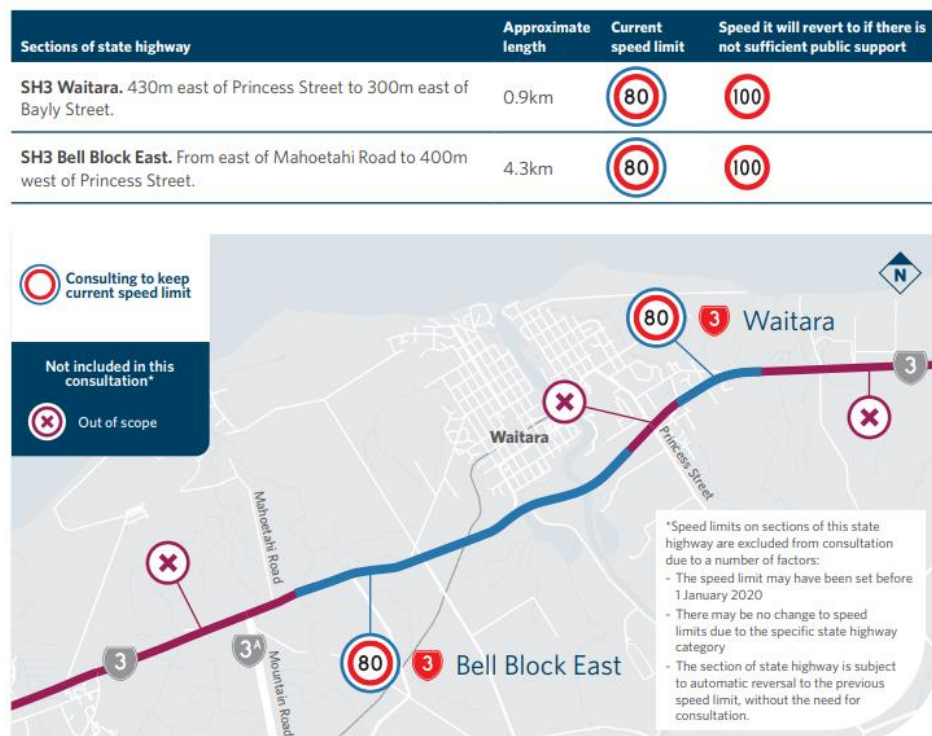 Sections of state highway
Approximate
length
Current
speed limit
Speed it will revert to if there is
not sufficient public support
SH3 Waitara. 430m east of Princess Street to 300m east of
Bayly Street.
0.9km
80
100
SH3 Bell Block East. From east of Mahoetahi Road to 400m
west of Princess Street.
4.3km
80
100
Consulting to keep
current speed limit
Not included in this
consultation*
Out of scope
N
80
3
Waitara
3
Waitara
Princess Street
Mahoetahi Road
3
3A
Mountain Road
80
3
Bell Block East
*Speed limits on sections of this state
highway are excluded from consultation
due to a number of factors:
- The speed limit may have been set before
1 January 2020
- There may be no change to speed
limits due to the specific state highway
category
- The section of state highway is subject
to automatic reversal to the previous
speed limit, without the need for
consultation.